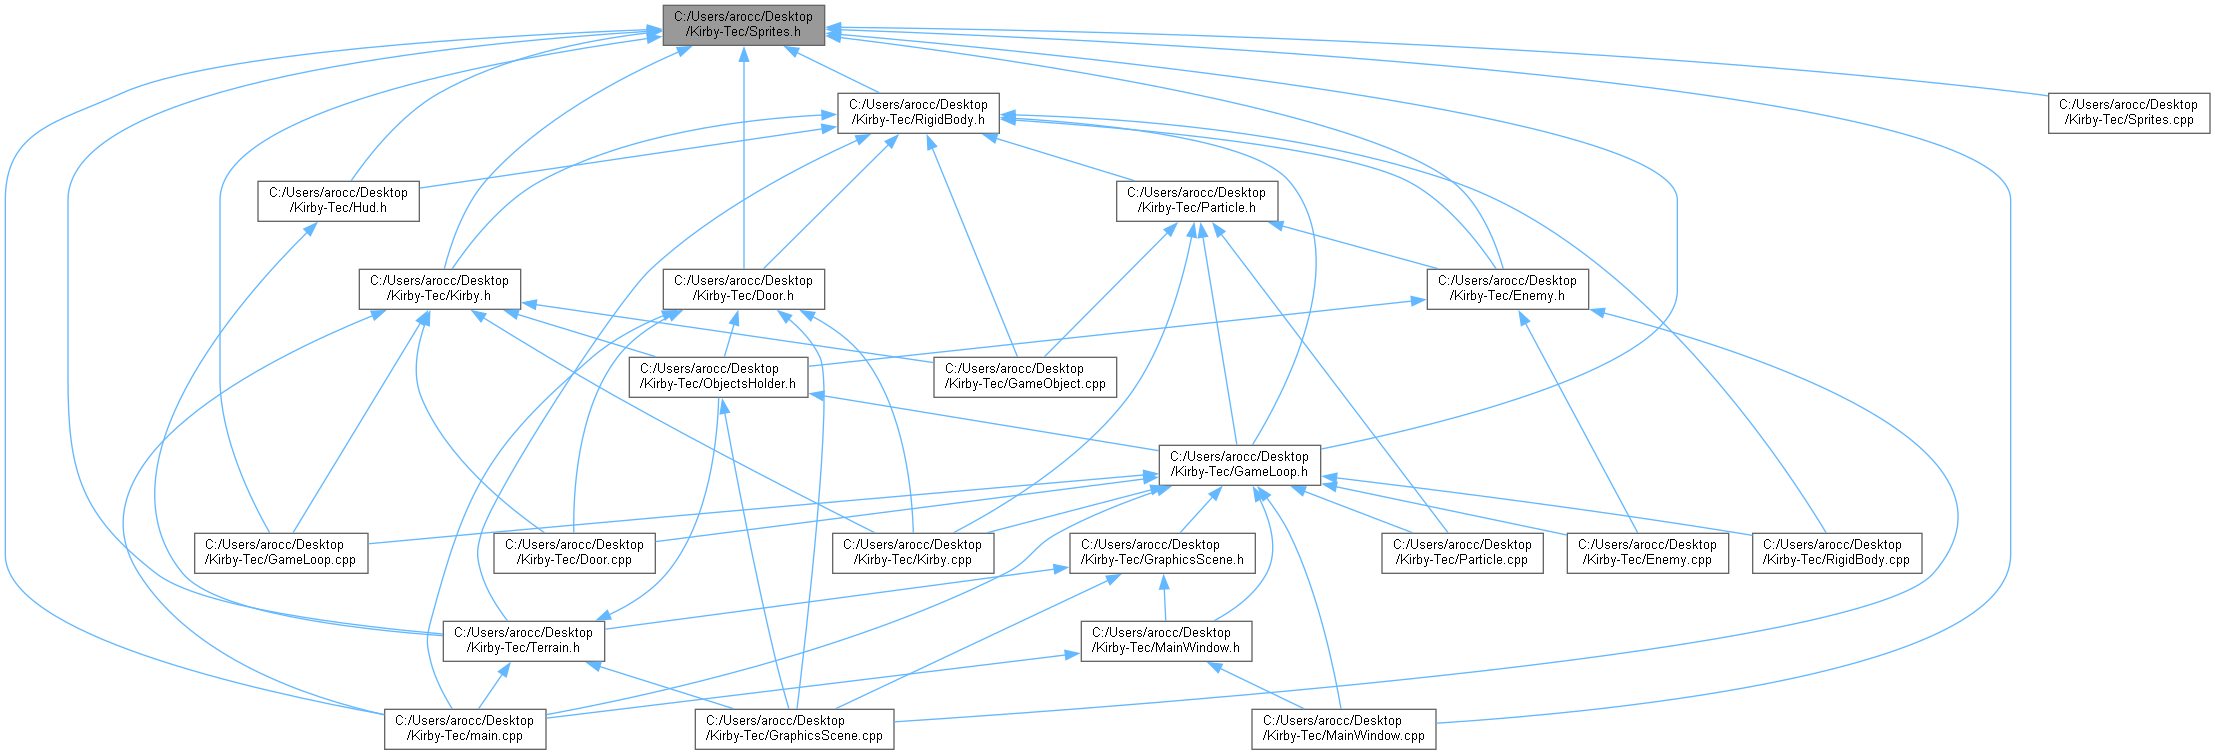 C:/Users/arocc/Desktop
/Kirby-Tec/Sprites.h
C:/Users/arocc/Desktop
/Kirby-Tec/RigidBody.h
C:/Users/arocc/Desktop
/Kirby-Tec/Sprites.cpp
C:/Users/arocc/Desktop
/Kirby-Tec/Hud.h
C:/Users/arocc/Desktop
/Kirby-Tec/Particle.h
C:/Users/arocc/Desktop
/Kirby-Tec/Kirby.h
C:/Users/arocc/Desktop
/Kirby-Tec/Door.h
C:/Users/arocc/Desktop
/Kirby-Tec/Enemy.h
C:/Users/arocc/Desktop
/Kirby-Tec/ObjectsHolder.h
C:/Users/arocc/Desktop
/Kirby-Tec/GameObject.cpp
C:/Users/arocc/Desktop
/Kirby-Tec/GameLoop.h
C:/Users/arocc/Desktop
/Kirby-Tec/GameLoop.cpp
C:/Users/arocc/Desktop
/Kirby-Tec/Door.cpp
C:/Users/arocc/Desktop
/Kirby-Tec/Kirby.cpp
C:/Users/arocc/Desktop
/Kirby-Tec/GraphicsScene.h
C:/Users/arocc/Desktop
/Kirby-Tec/Particle.cpp
C:/Users/arocc/Desktop
/Kirby-Tec/Enemy.cpp
C:/Users/arocc/Desktop
/Kirby-Tec/RigidBody.cpp
C:/Users/arocc/Desktop
/Kirby-Tec/Terrain.h
C:/Users/arocc/Desktop
/Kirby-Tec/MainWindow.h
C:/Users/arocc/Desktop
/Kirby-Tec/main.cpp
C:/Users/arocc/Desktop
/Kirby-Tec/GraphicsScene.cpp
C:/Users/arocc/Desktop
/Kirby-Tec/MainWindow.cpp